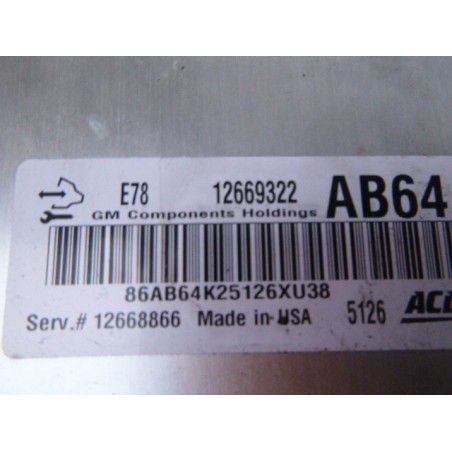 E78 12669322 AB64
GM Components Holdings
86AB64K25126XU38
Serv.# 12668866 Made in USA 5126